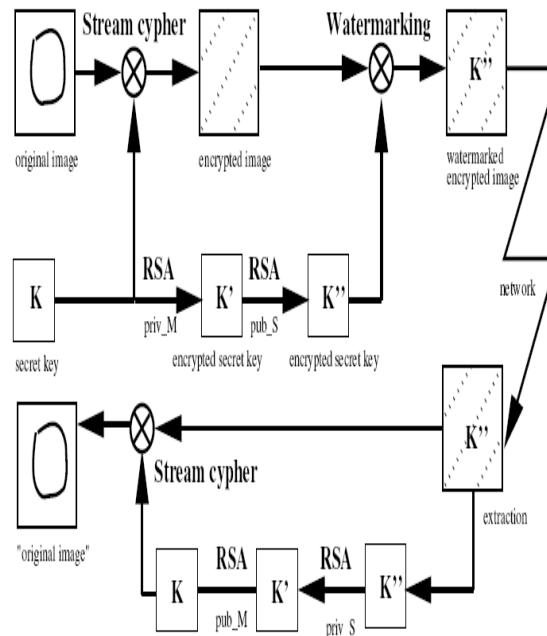 Stream cypher
Watermarking
K''
original image
encrypted image
watermarked
encrypted image
K
RSA
K'
RSA
K''
priv_M
pub_S
network
secret key
encrypted secret key
encrypted secret key
K''
Stream cypher
extraction
"original image"
K
RSA
K'
RSA
K''
pub_M
priv_S